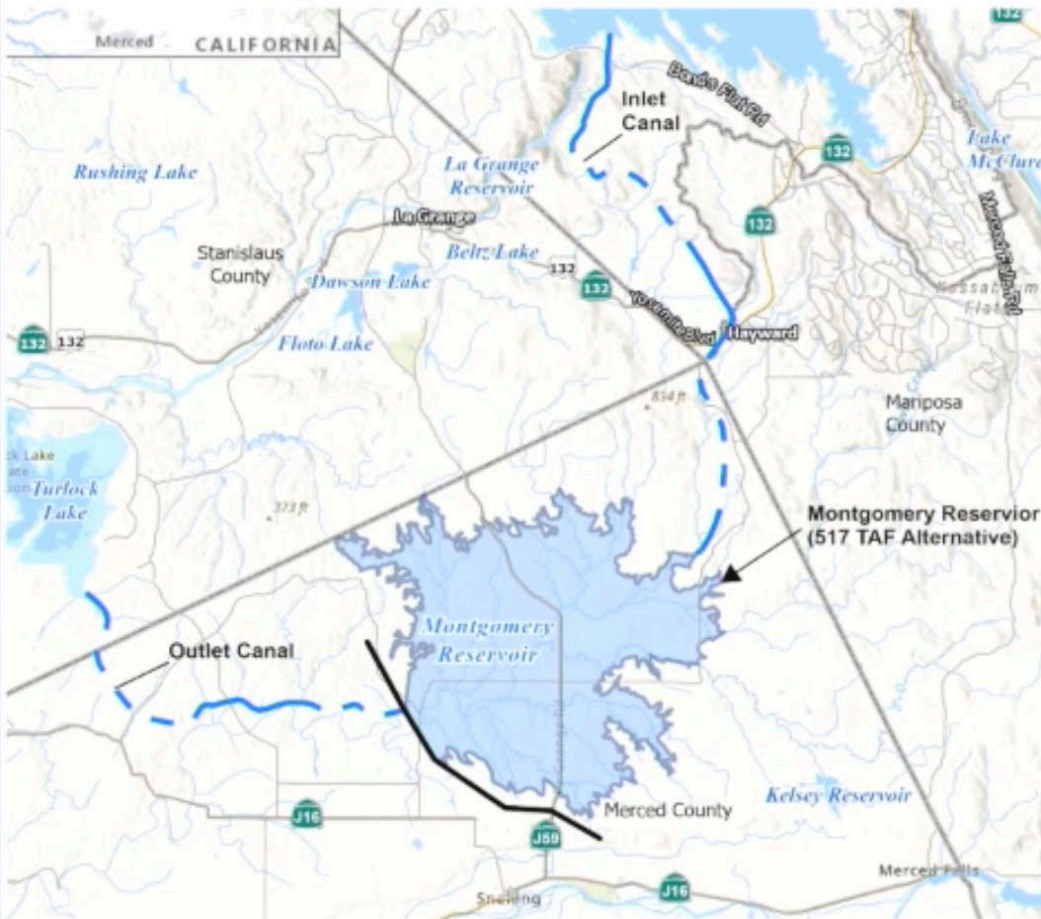 132
Merced CALIFORNIA
Bonds Flat Rd
Inlet
Canal
132
Lake
McClure
Rushing Lake
La Grange
Reservoir
Merced Falls Rd
La Grange
132
Stanislaus
County
Beltz Lake
132
132
Dawson Lake
Yosemite Blvd
Hayward
132 132
Floto Lake
834 ft
Mariposa
County
Lake
Turlock
Lake
373 ft
Montgomery Reservior
(517 TAF Alternative)
Montgomery
Reservoir
Outlet Canal
Kelsey Reservoir
Merced County
J16
J59
Merced Falls
Snelling
J16